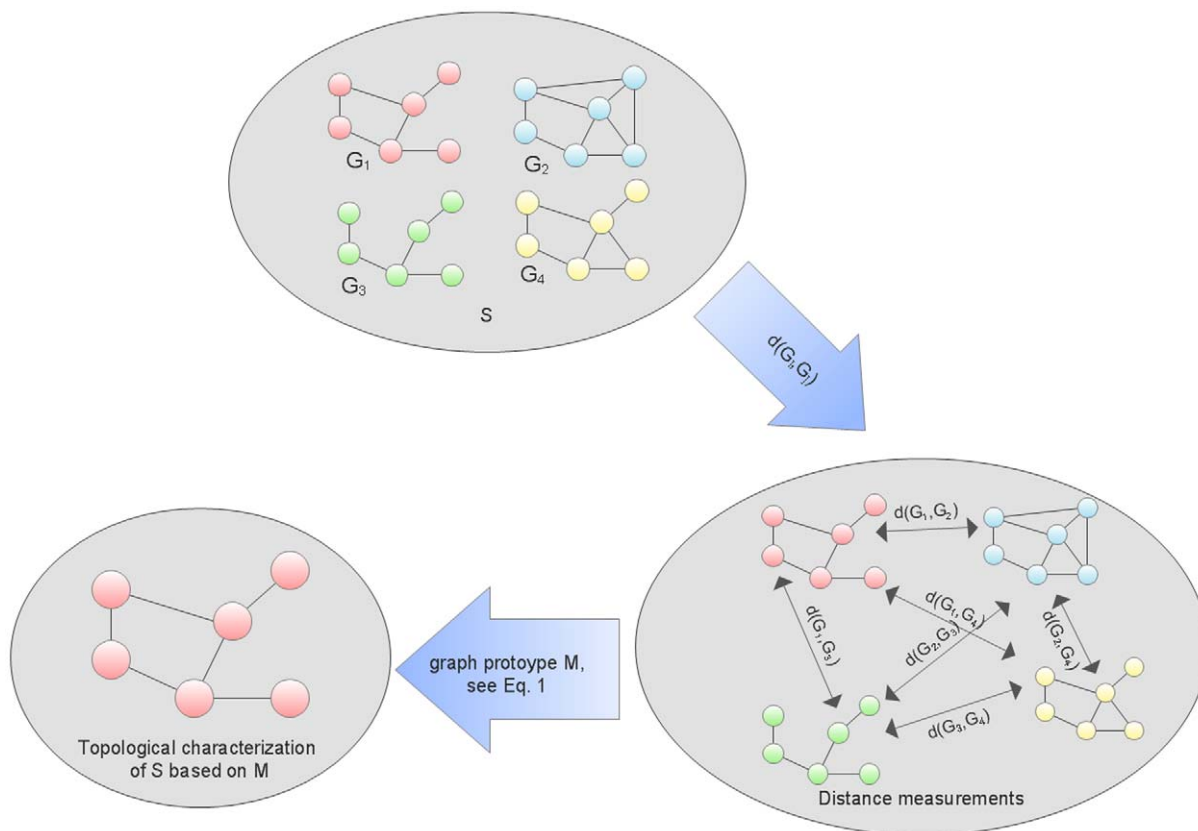 G₁
G₂
G₃
G₄
S
d(Gᵢ,Gⱼ)
d(G₁,G₂)
d(G₁,G₃)
d(G₁,G₄)
d(G₂,G₃)
d(G₂,G₄)
d(G₃,G₄)
Distance measurements
graph protoype M,
see Eq. 1
Topological characterization
of S based on M